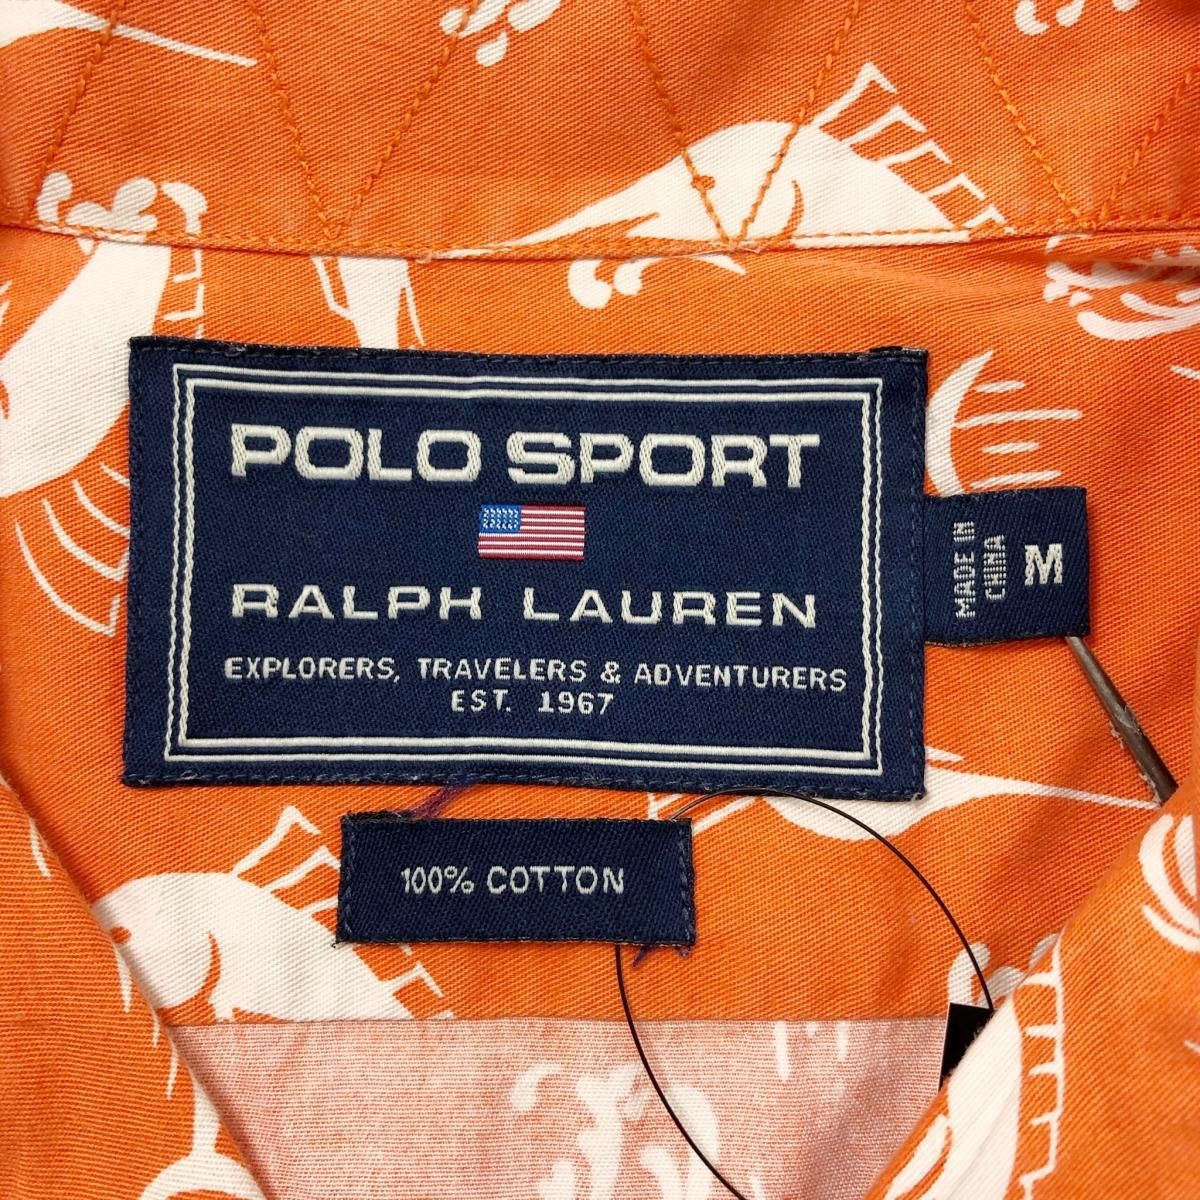 POLO SPORT
RALPH LAUREN
EXPLORERS, TRAVELERS & ADVENTURERS
EST. 1967
MADE IN
CHINA
M
100% COTTON